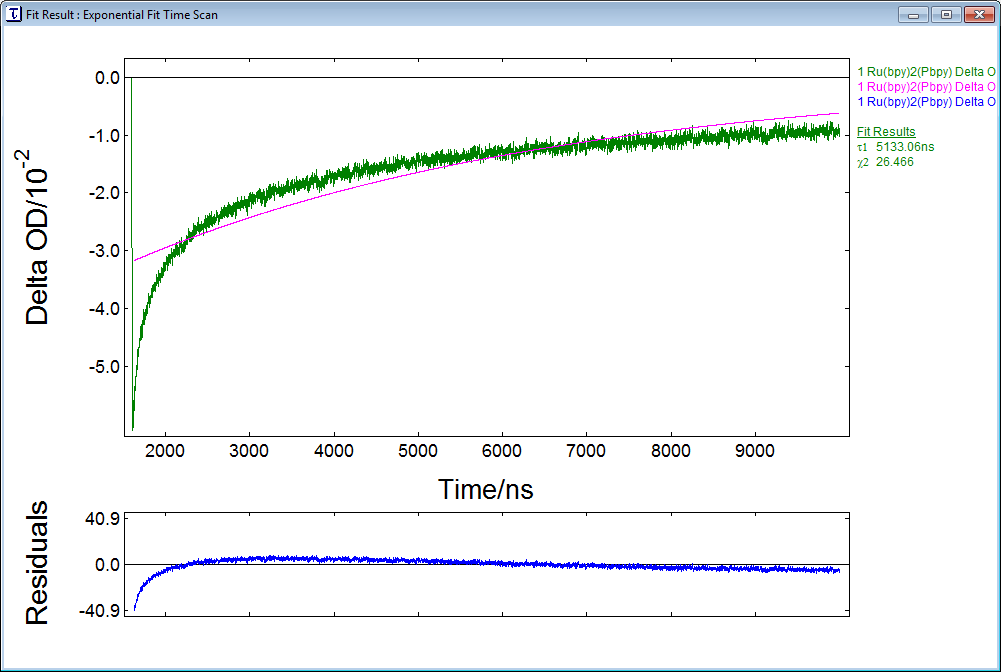 Fit Result : Exponential Fit Time Scan
1 Ru(bpy)2(Pbpy) Delta O
1 Ru(bpy)2(Pbpy) Delta O
1 Ru(bpy)2(Pbpy) Delta O
Fit Results
τ1 5133.06ns
χ2 26.466
Delta OD/10-2
0.0
-1.0
-2.0
-3.0
-4.0
-5.0
2000 3000 4000 5000 6000 7000 8000 9000
Time/ns
Residuals
40.9
0.0
-40.9